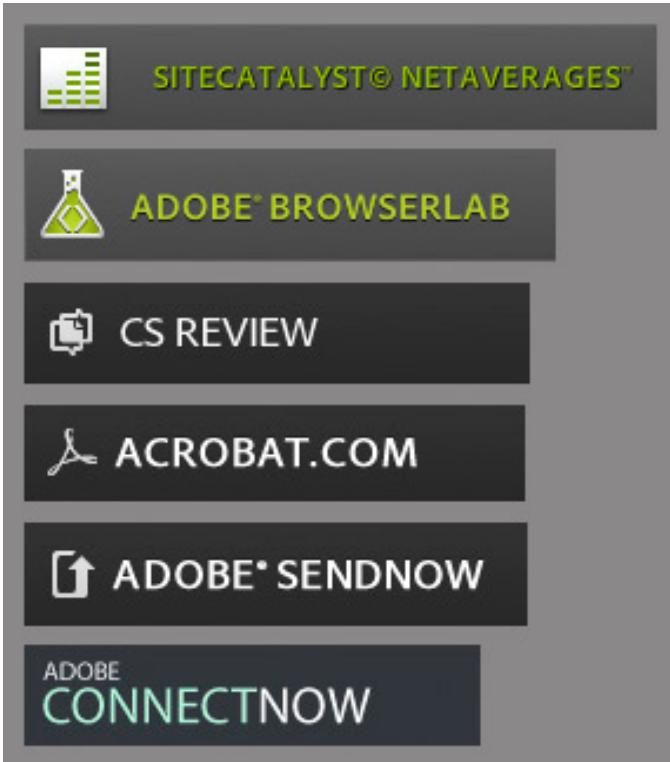 SITECATALYST© NETAVERAGES™
ADOBE® BROWSERLAB
CS REVIEW
ACROBAT.COM
ADOBE® SENDNOW
ADOBE
CONNECTNOW